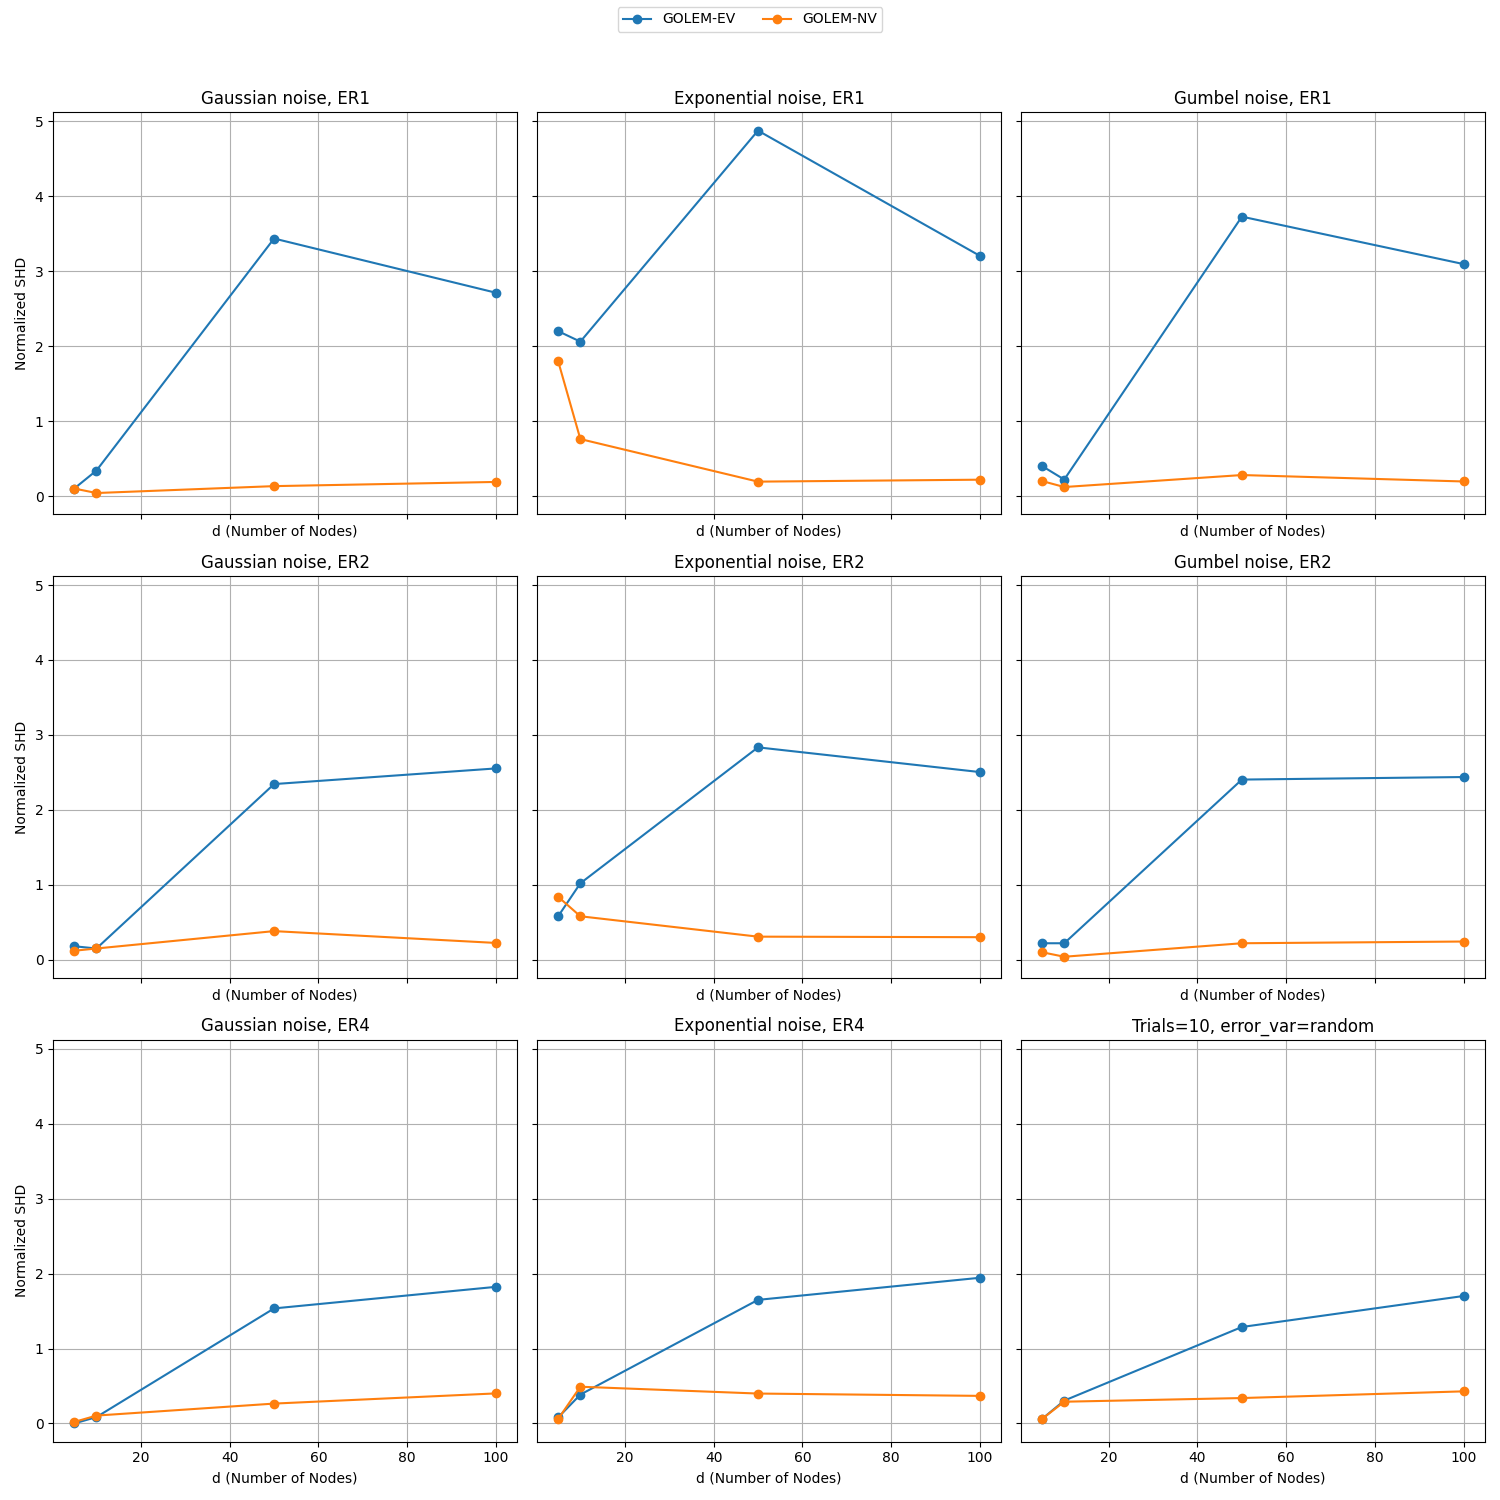 GOLEM-EV GOLEM-NV
Gaussian noise, ER1
5
4
3
2
1
0
Normalized SHD
d (Number of Nodes)
Exponential noise, ER1
d (Number of Nodes)
Gumbel noise, ER1
d (Number of Nodes)
Gaussian noise, ER2
5
4
3
2
1
0
Normalized SHD
d (Number of Nodes)
Exponential noise, ER2
d (Number of Nodes)
Gumbel noise, ER2
d (Number of Nodes)
Gaussian noise, ER4
5
4
3
2
1
0
Normalized SHD
20 40 60 80 100
d (Number of Nodes)
Exponential noise, ER4
20 40 60 80 100
d (Number of Nodes)
Trials=10, error_var=random
20 40 60 80 100
d (Number of Nodes)